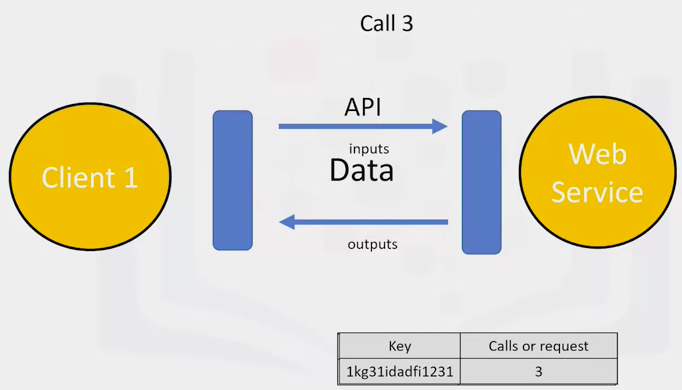 Call 3
API
inputs
Data
outputs
Client 1
Web
Service
Key Calls or request
1kg31idadfi1231 3